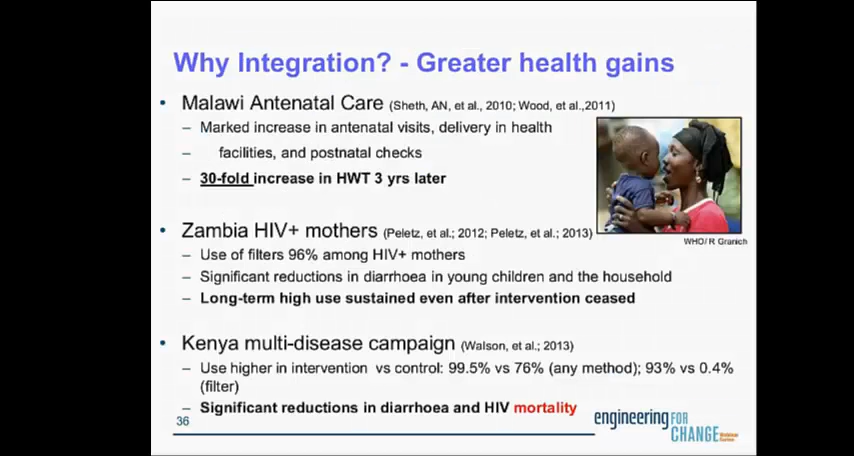 Why Integration? - Greater health gains
• Malawi Antenatal Care (Sheth, AN, et al., 2010; Wood, et al.,2011)
– Marked increase in antenatal visits, delivery in health
– facilities, and postnatal checks
– 30-fold increase in HWT 3 yrs later
WHO/ R Granich
• Zambia HIV+ mothers (Peletz, et al.; 2012; Peletz, et al.; 2013)
– Use of filters 96% among HIV+ mothers
– Significant reductions in diarrhoea in young children and the household
– Long-term high use sustained even after intervention ceased
• Kenya multi-disease campaign (Walson, et al.; 2013)
– Use higher in intervention vs control: 99.5% vs 76% (any method); 93% vs 0.4%
(filter)
– Significant reductions in diarrhoea and HIV mortality
36
engineering FOR
CHANGE Webinar
Series